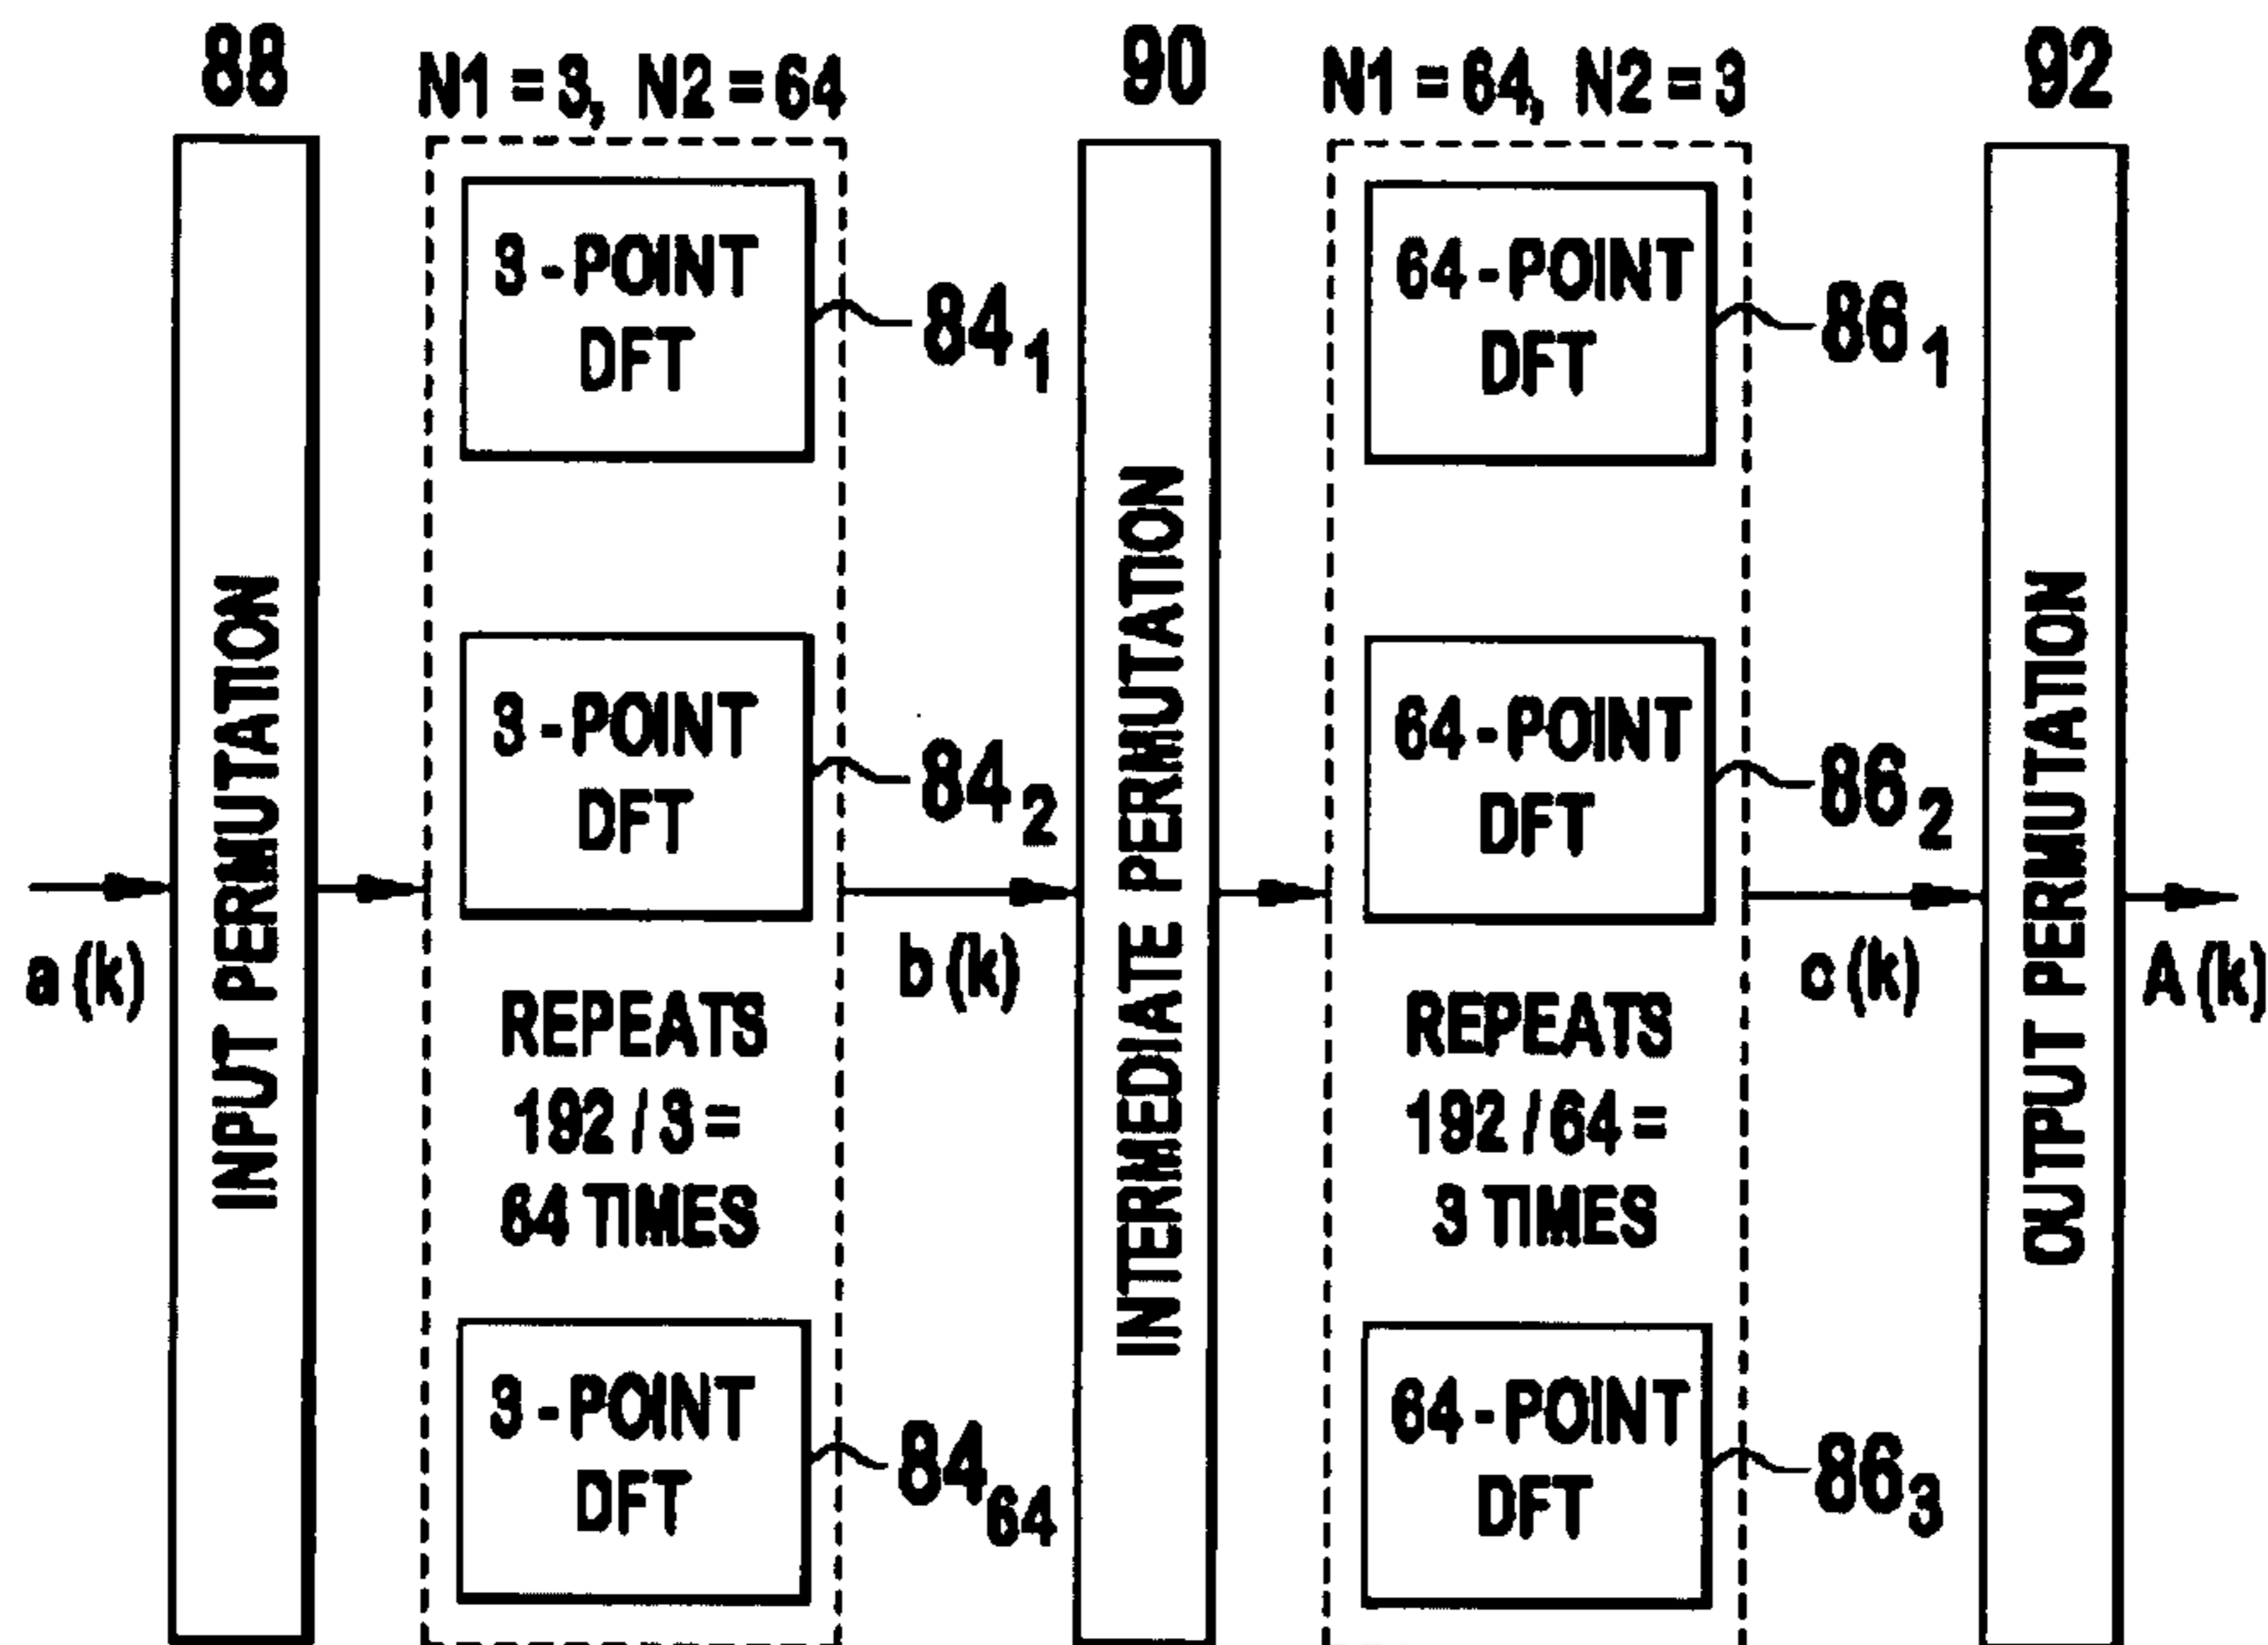 88
N1=3, N2=64
90
N1=64, N2=3
92
INPUT PERMUTATION
3-POINT
DFT
84 1
3-POINT
DFT
84 2
REPEATS
192/3=
64 TIMES
3-POINT
DFT
84 64
INTERMEDIATE PERMUTATION
64-POINT
DFT
86 1
64-POINT
DFT
86 2
REPEATS
192/64=
3 TIMES
64-POINT
DFT
86 3
OUTPUT PERMUTATION
a(k)
b(k)
c(k)
A(k)